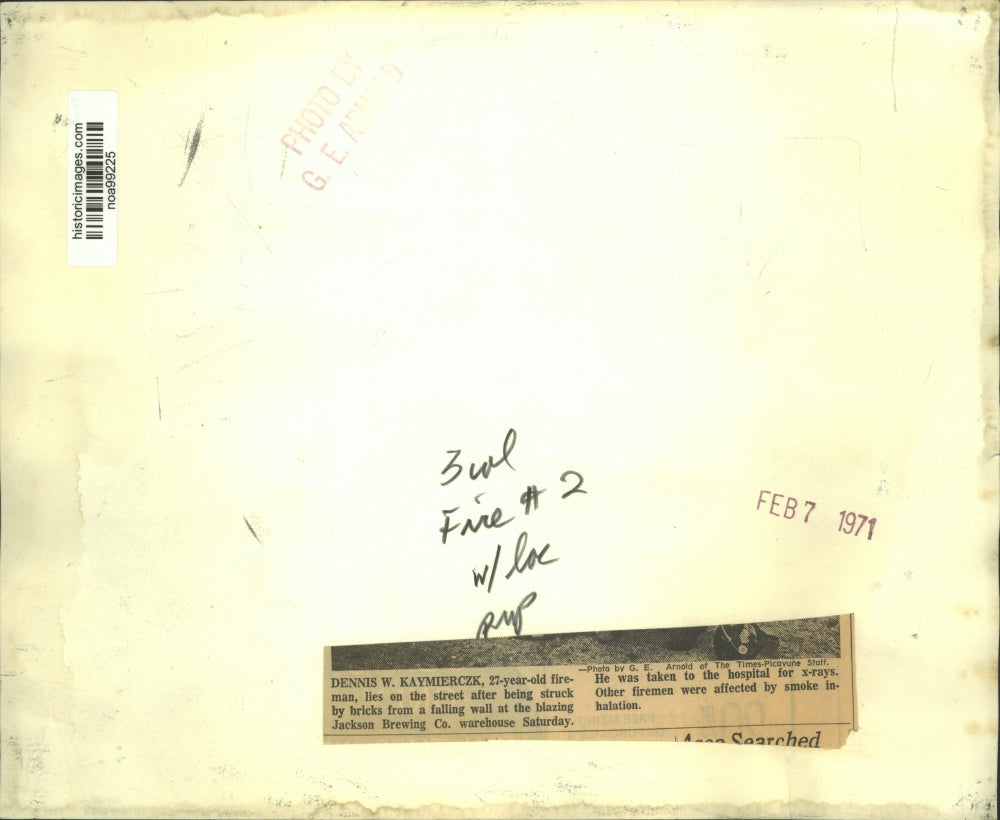 historicimages.com
noa99225
PHOTO BY
G. E. ARNOLD
3 col
Fire # 2
w/ loc
FEB 7 1971
—Photo by G. E. Arnold of The Times-Picayune Staff.
DENNIS W. KAYMIERCZK, 27-year-old fire-
man, lies on the street after being struck
by bricks from a falling wall at the blazing
Jackson Brewing Co. warehouse Saturday.
He was taken to the hospital for x-rays.
Other firemen were affected by smoke in-
halation.
Area Searched